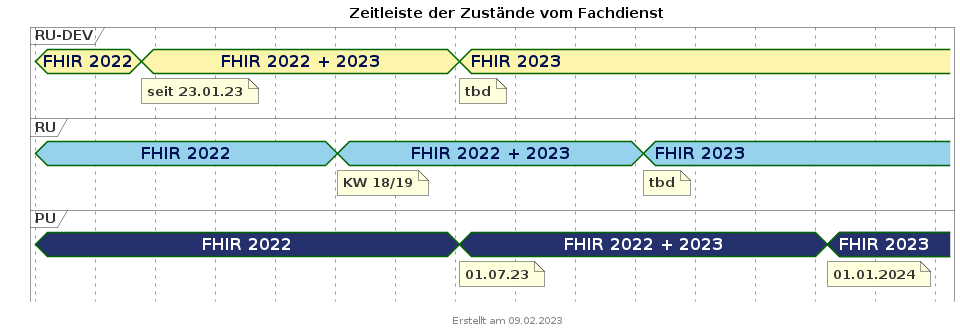 Zeitleiste der Zustände vom Fachdienst
RU-DEV
FHIR 2022 FHIR 2022 + 2023 FHIR 2023
seit 23.01.23 tbd
RU
FHIR 2022 FHIR 2022 + 2023 FHIR 2023
KW 18/19 tbd
PU
FHIR 2022 FHIR 2022 + 2023 FHIR 2023
01.07.23 01.01.2024
Erstellt am 09.02.2023